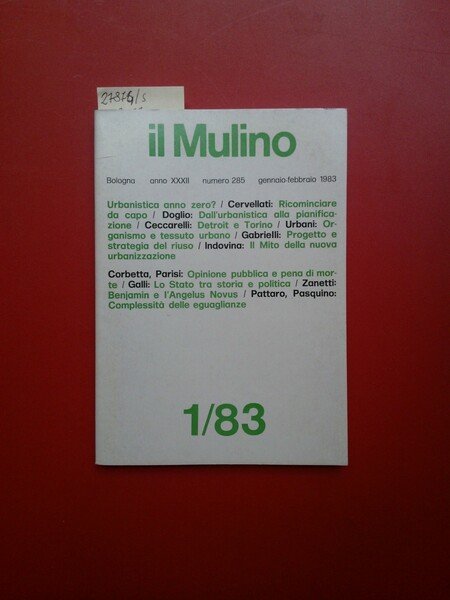 27874/s
il Mulino
Bologna anno XXXII numero 285 gennaio-febbraio 1983
Urbanistica anno zero? / Cervellati: Ricominciare
da capo / Doglio: Dall'urbanistica alla pianifica-
zione / Ceccarelli: Detroit e Torino / Urbani: Or-
ganismo e tessuto urbano / Gabrielli: Progetto e
strategia del riuso / Indovina: Il Mito della nuova
urbanizzazione
Corbetta, Parisi: Opinione pubblica e pena di mor-
te / Galli: Lo Stato tra storia e politica / Zanetti:
Benjamin e l'Angelus Novus / Pattaro, Pasquino:
Complessità delle eguaglianze
1/83